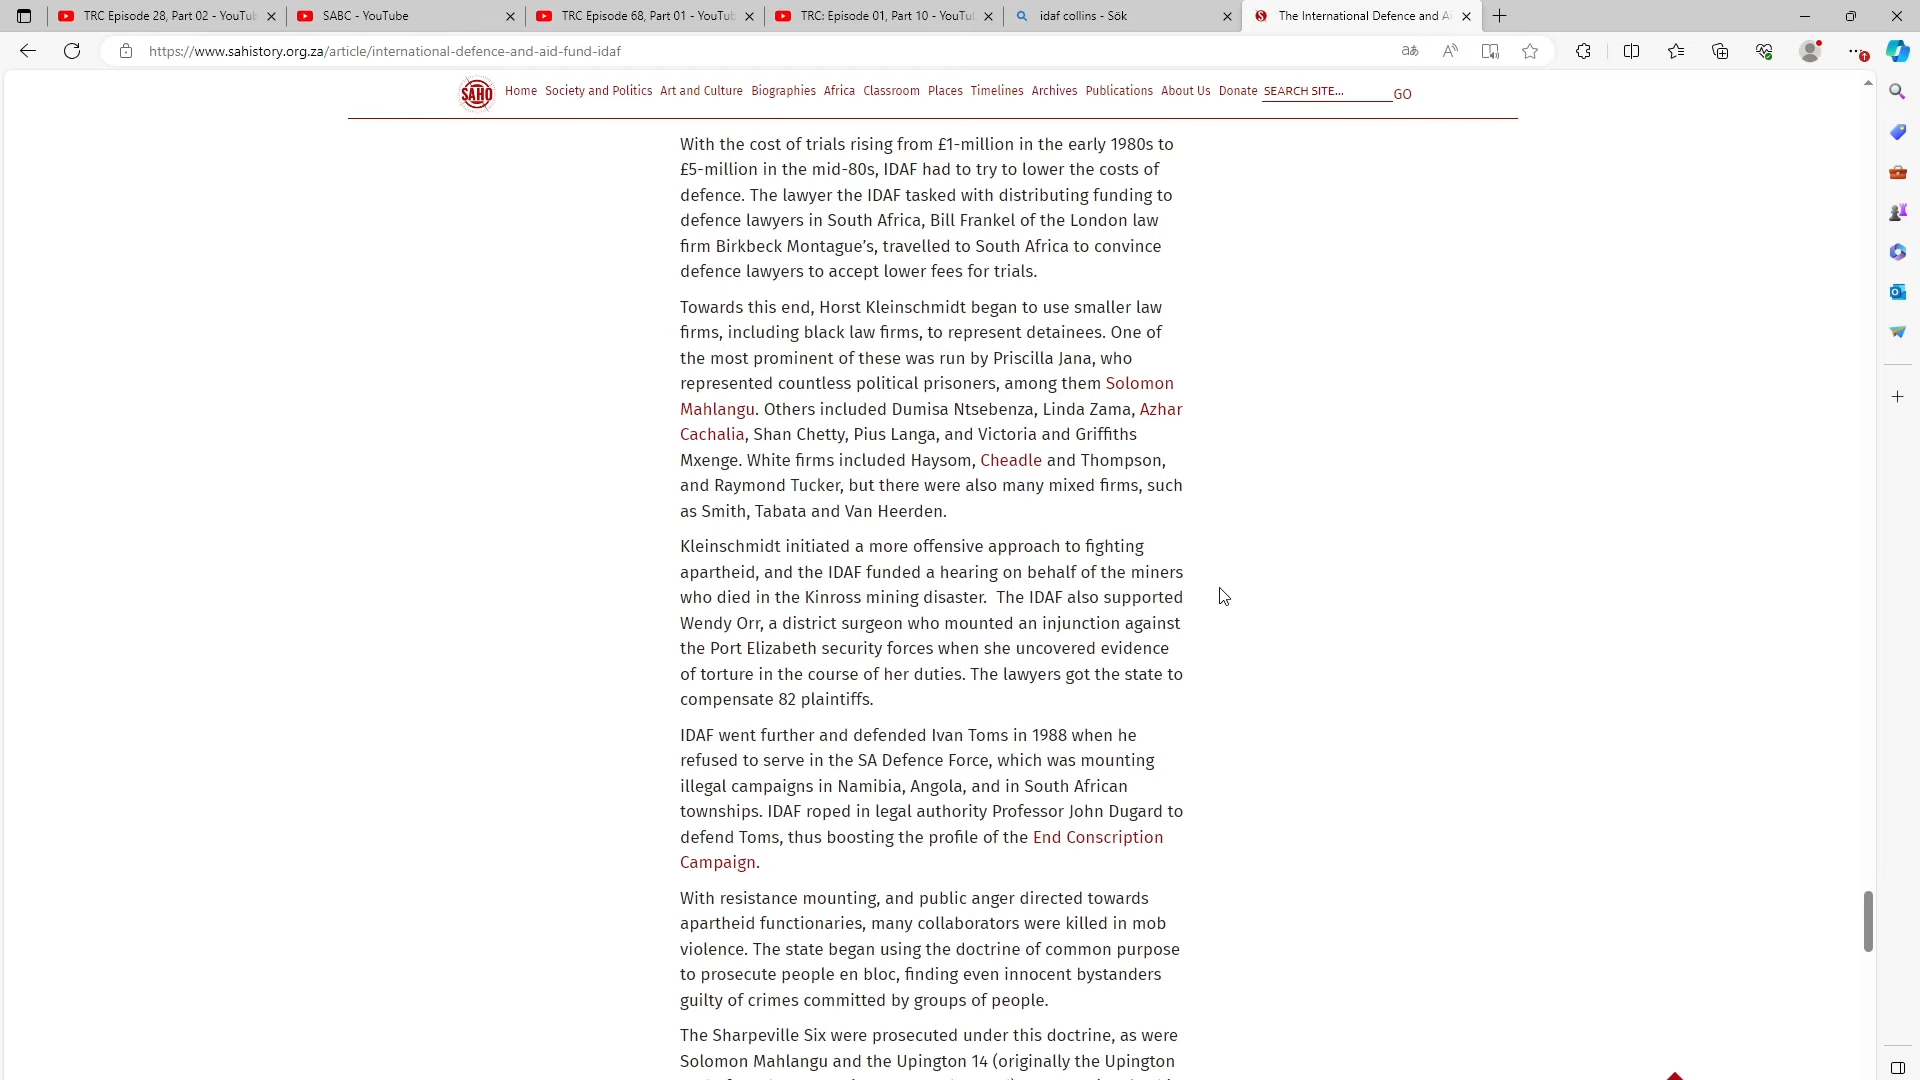 TRC Episode 28, Part 02 - YouTub
SABC - YouTube
TRC Episode 68, Part 01 - YouTub
TRC: Episode 01, Part 10 - YouTu
idaf collins - Sök
The International Defence and Ai
https://www.sahistory.org.za/article/international-defence-and-aid-fund-idaf
SAHO
Home Society and Politics Art and Culture Biographies Africa Classroom Places Timelines Archives Publications About Us Donate SEARCH SITE... GO
With the cost of trials rising from £1-million in the early 1980s to
£5-million in the mid-80s, IDAF had to try to lower the costs of
defence. The lawyer the IDAF tasked with distributing funding to
defence lawyers in South Africa, Bill Frankel of the London law
firm Birkbeck Montague’s, travelled to South Africa to convince
defence lawyers to accept lower fees for trials.
Towards this end, Horst Kleinschmidt began to use smaller law
firms, including black law firms, to represent detainees. One of
the most prominent of these was run by Priscilla Jana, who
represented countless political prisoners, among them Solomon
Mahlangu. Others included Dumisa Ntsebenza, Linda Zama, Azhar
Cachalia, Shan Chetty, Pius Langa, and Victoria and Griffiths
Mxenge. White firms included Haysom, Cheadle and Thompson,
and Raymond Tucker, but there were also many mixed firms, such
as Smith, Tabata and Van Heerden.
Kleinschmidt initiated a more offensive approach to fighting
apartheid, and the IDAF funded a hearing on behalf of the miners
who died in the Kinross mining disaster.  The IDAF also supported
Wendy Orr, a district surgeon who mounted an injunction against
the Port Elizabeth security forces when she uncovered evidence
of torture in the course of her duties. The lawyers got the state to
compensate 82 plaintiffs.
IDAF went further and defended Ivan Toms in 1988 when he
refused to serve in the SA Defence Force, which was mounting
illegal campaigns in Namibia, Angola, and in South African
townships. IDAF roped in legal authority Professor John Dugard to
defend Toms, thus boosting the profile of the End Conscription
Campaign.
With resistance mounting, and public anger directed towards
apartheid functionaries, many collaborators were killed in mob
violence. The state began using the doctrine of common purpose
to prosecute people en bloc, finding even innocent bystanders
guilty of crimes committed by groups of people.
The Sharpeville Six were prosecuted under this doctrine, as were
Solomon Mahlangu and the Upington 14 (originally the Upington